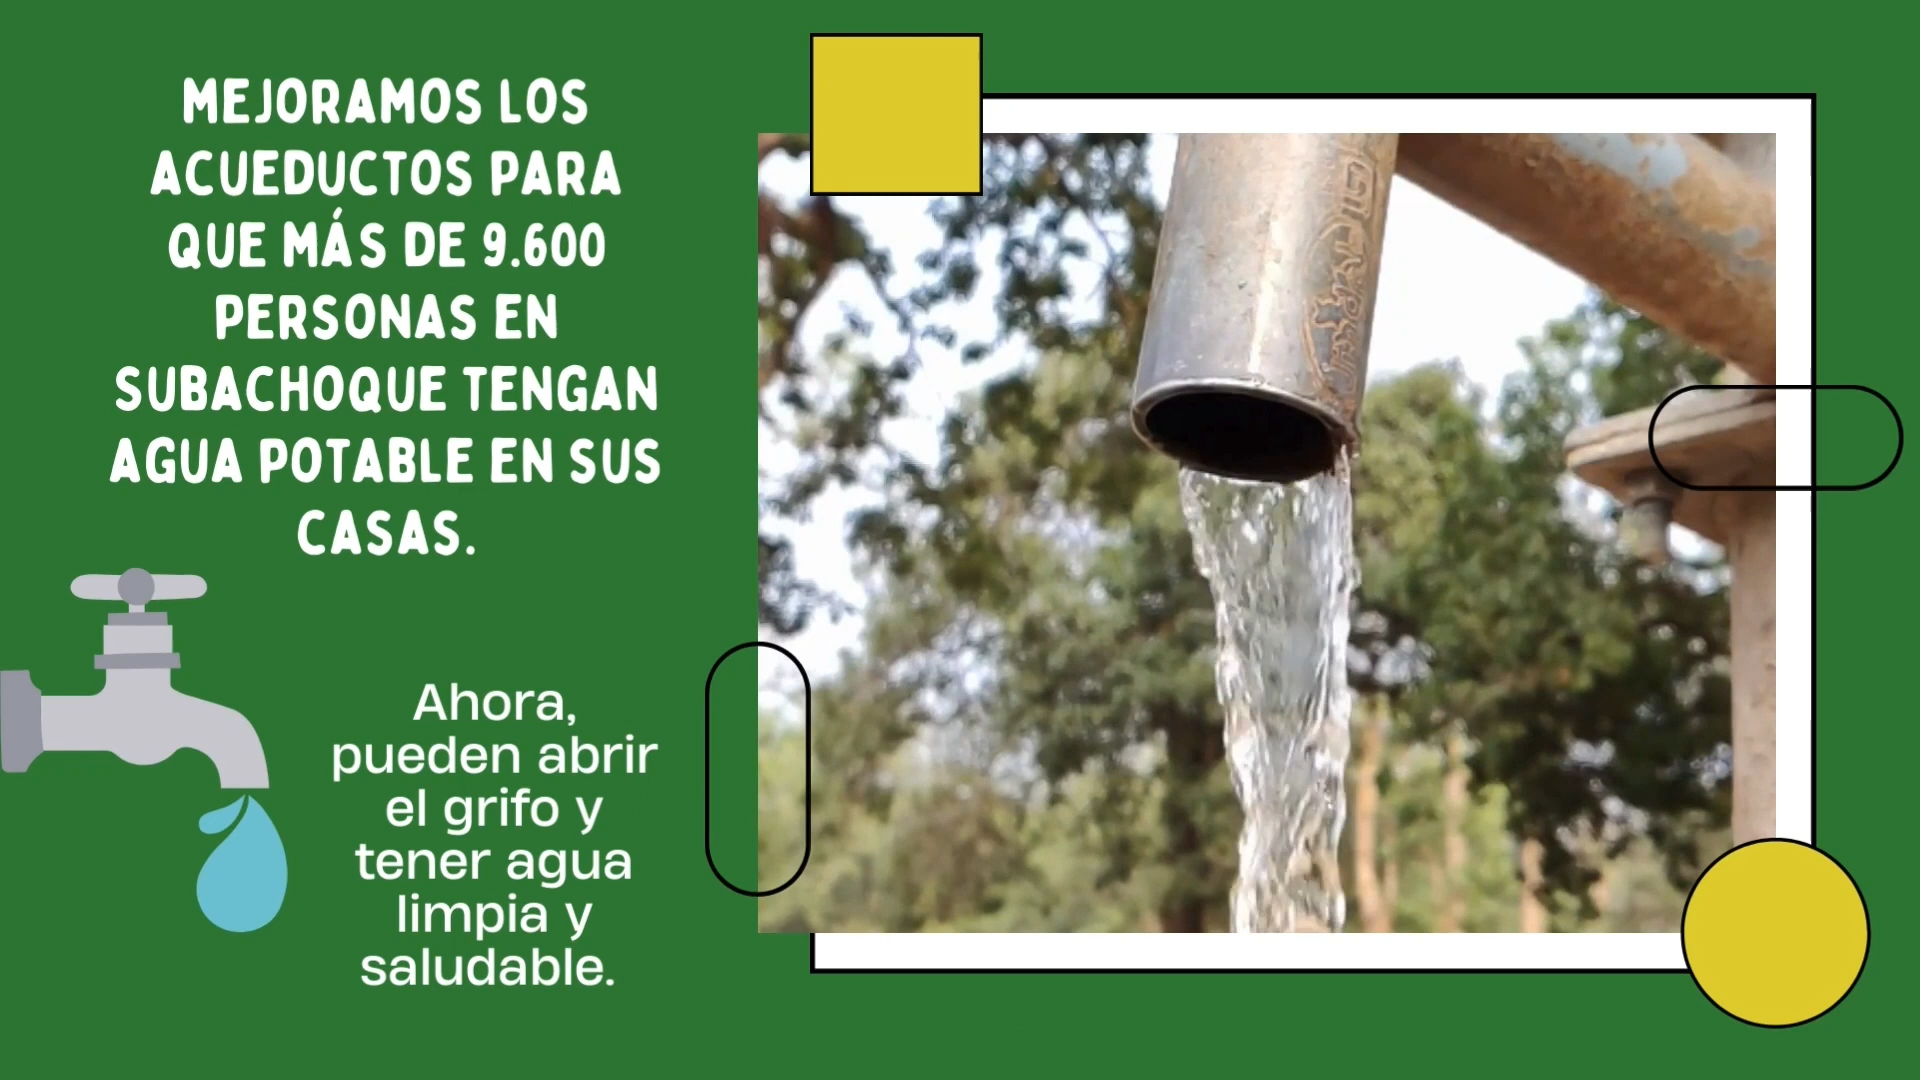 MEJORAMOS LOS
ACUEDUCTOS PARA
QUE MÁS DE 9.600
PERSONAS EN
SUBACHOQUE TENGAN
AGUA POTABLE EN SUS
CASAS.
Ahora,
pueden abrir
el grifo y
tener agua
limpia y
saludable.